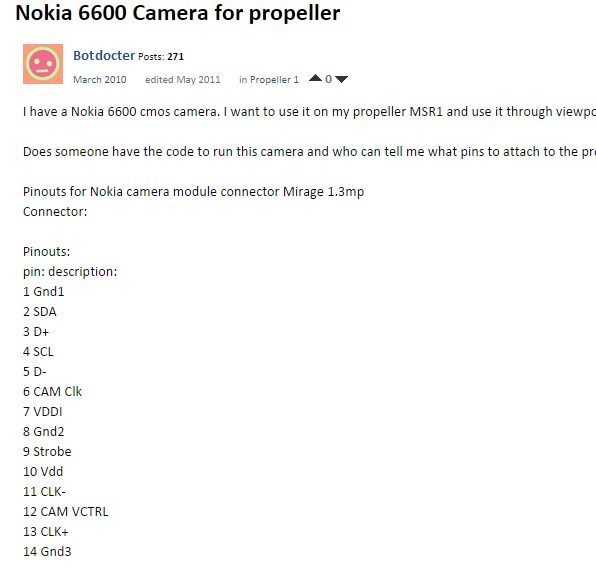 Nokia 6600 Camera for propeller
Botdocter Posts: 271
March 2010 edited May 2011 in Propeller 1 0
I have a Nokia 6600 cmos camera. I want to use it on my propeller MSR1 and use it through viewpo
Does someone have the code to run this camera and who can tell me what pins to attach to the pr
Pinouts for Nokia camera module connector Mirage 1.3mp
Connector:
Pinouts:
pin: description:
1 Gnd1
2 SDA
3 D+
4 SCL
5 D-
6 CAM Clk
7 VDDI
8 Gnd2
9 Strobe
10 Vdd
11 CLK-
12 CAM VCTRL
13 CLK+
14 Gnd3